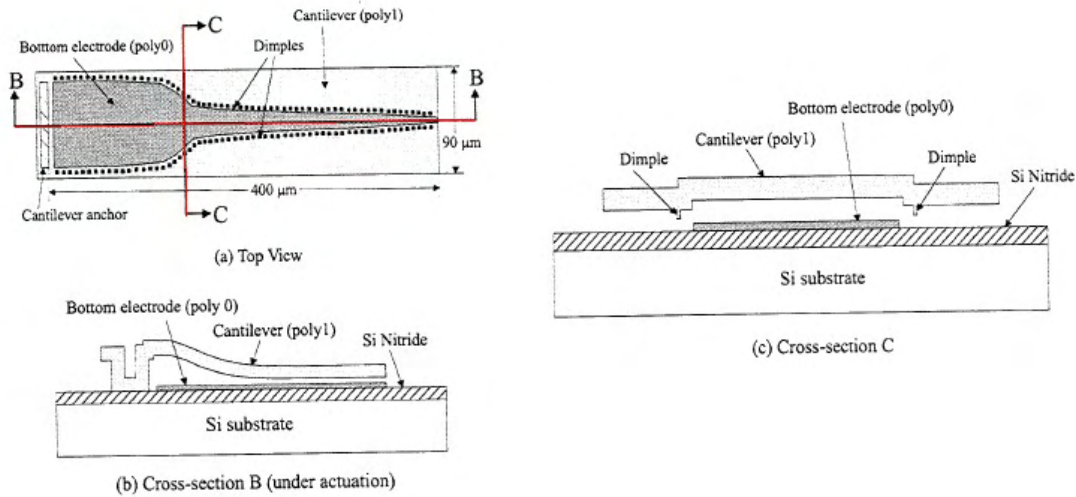 C
Cantilever (poly1)
Bottom electrode (poly0)
Dimples
B
B
90 μm
400 μm
C
Cantilever anchor
(a) Top View
Bottom electrode (poly 0)
Cantilever (poly1)
Si Nitride
Si substrate
(b) Cross-section B (under actuation)
Bottom electrode (poly0)
Cantilever (poly1)
Dimple
Dimple
Si Nitride
Si substrate
(c) Cross-section C